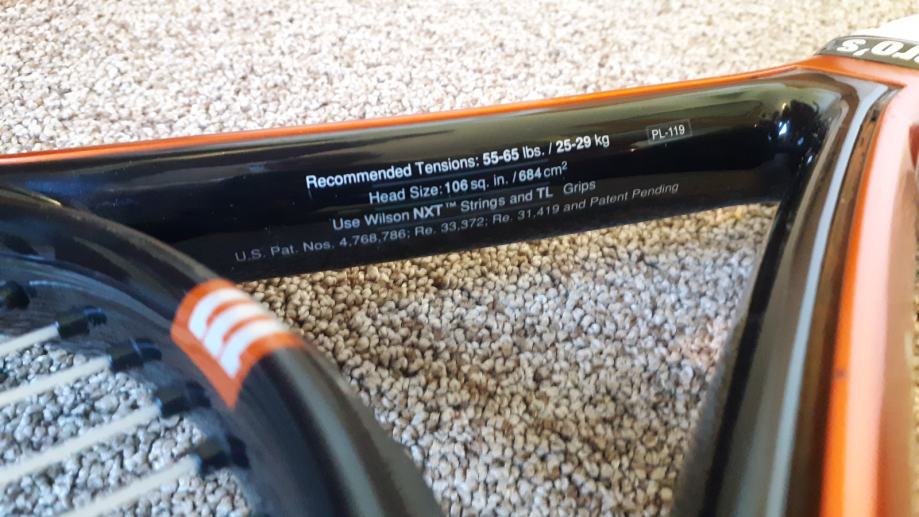 ro's
Recommended Tensions: 55-65 lbs. / 25-29 kg
PL-119
Head Size: 106 sq. in. / 684 cm²
Use Wilson NXT™ Strings and TL Grips
U.S. Pat. Nos. 4,768,786; Re. 33,372; Re. 31,419 and Patent Pending
W